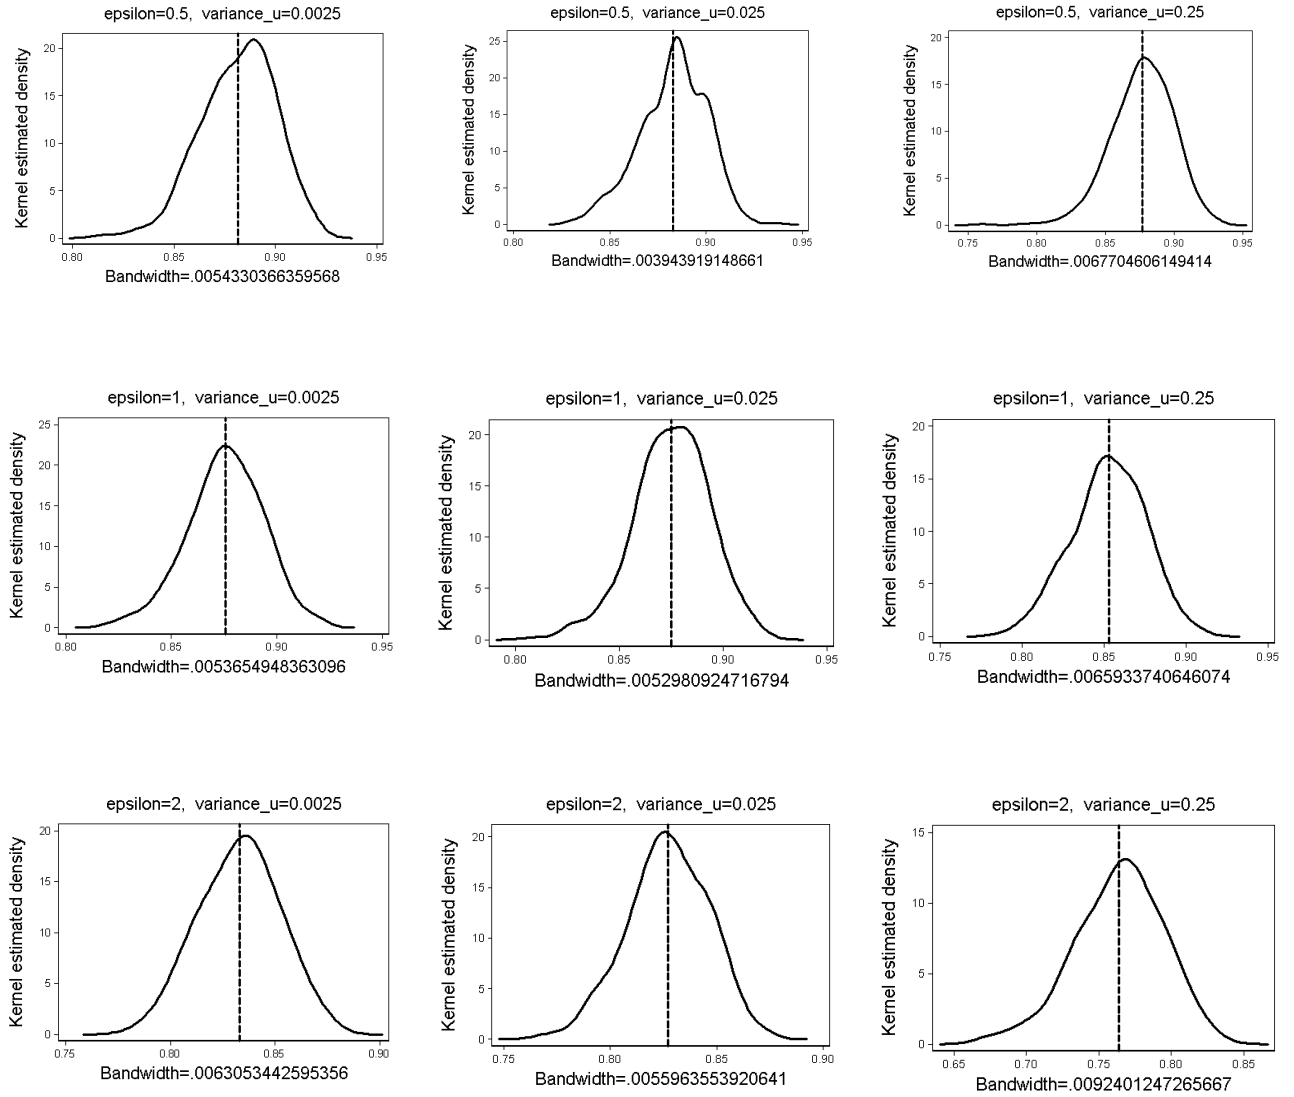 epsilon=0.5, variance_u=0.0025
Kernel estimated density
20
15
10
5
0
0.80 0.85 0.90 0.95
Bandwidth=.0054330366359568
epsilon=0.5, variance_u=0.025
Kernel estimated density
25
20
15
10
5
0
0.80 0.85 0.90 0.95
Bandwidth=.003943919148661
epsilon=0.5, variance_u=0.25
Kernel estimated density
20
15
10
5
0
0.75 0.80 0.85 0.90 0.95
Bandwidth=.0067704606149414
epsilon=1, variance_u=0.0025
Kernel estimated density
25
20
15
10
5
0
0.80 0.85 0.90 0.95
Bandwidth=.0053654948363096
epsilon=1, variance_u=0.025
Kernel estimated density
20
15
10
5
0
0.80 0.85 0.90 0.95
Bandwidth=.00529809247167 94
epsilon=1, variance_u=0.25
Kernel estimated density
20
15
10
5
0
0.75 0.80 0.85 0.90 0.95
Bandwidth=.0065933740646074
epsilon=2, variance_u=0.0025
Kernel estimated density
20
15
10
5
0
0.75 0.80 0.85 0.90
Bandwidth=.0063053442595356
epsilon=2, variance_u=0.025
Kernel estimated density
20
15
10
5
0
0.75 0.80 0.85 0.90
Bandwidth=.0055963553920641
epsilon=2, variance_u=0.25
Kernel estimated density
15
10
5
0
0.65 0.70 0.75 0.80 0.85
Bandwidth=.0092401247265667